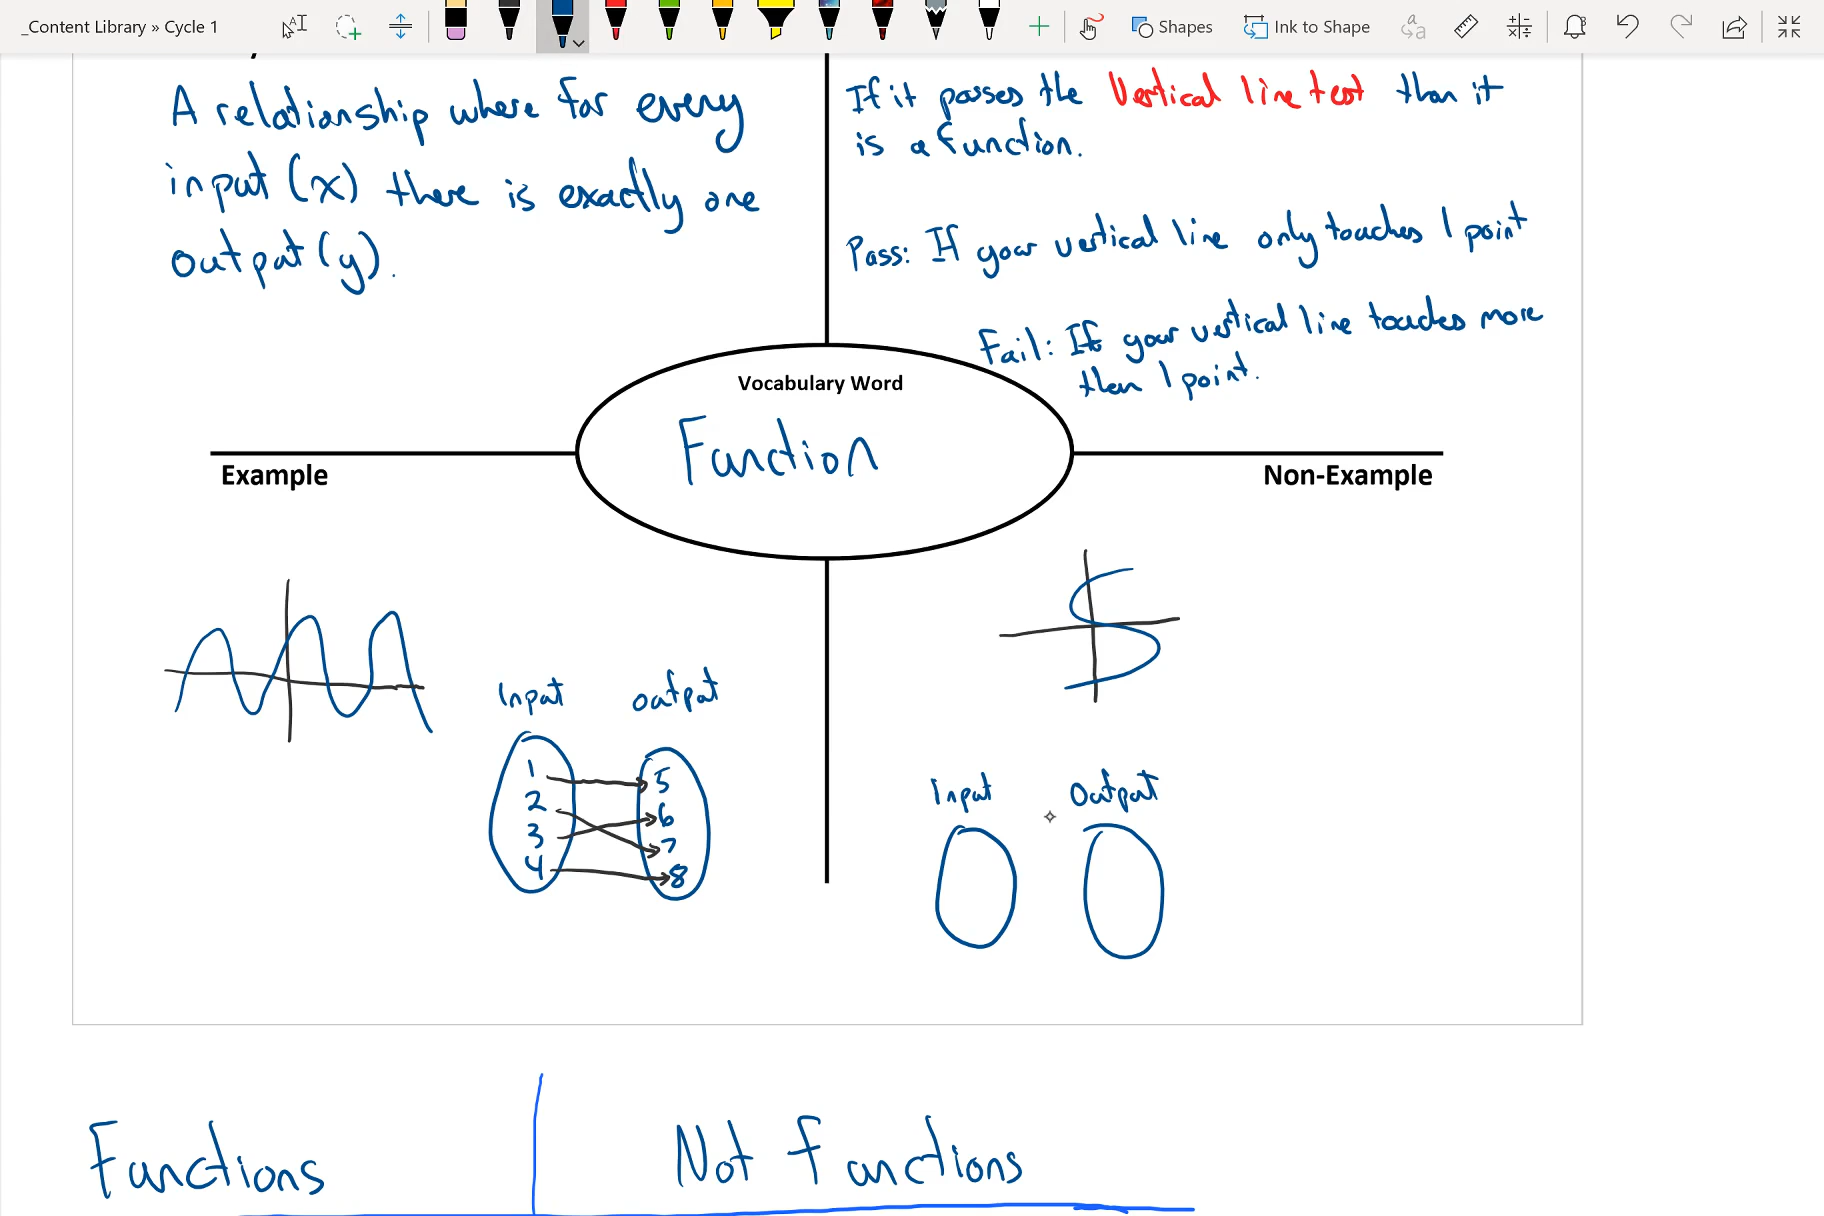 _Content Library » Cycle 1
Shapes
Ink to Shape
A relationship where for every
input (x) there is exactly one
output (y).
If it passes the Vertical line test than it
is a function.
Pass: If your vertical line only touches 1 point
Fail: If your vertical line touches more
then 1 point.
Vocabulary Word
Function
Example
Non-Example
Input output
1 5
2 6
3 7
4 8
Input Output
Functions Not functions